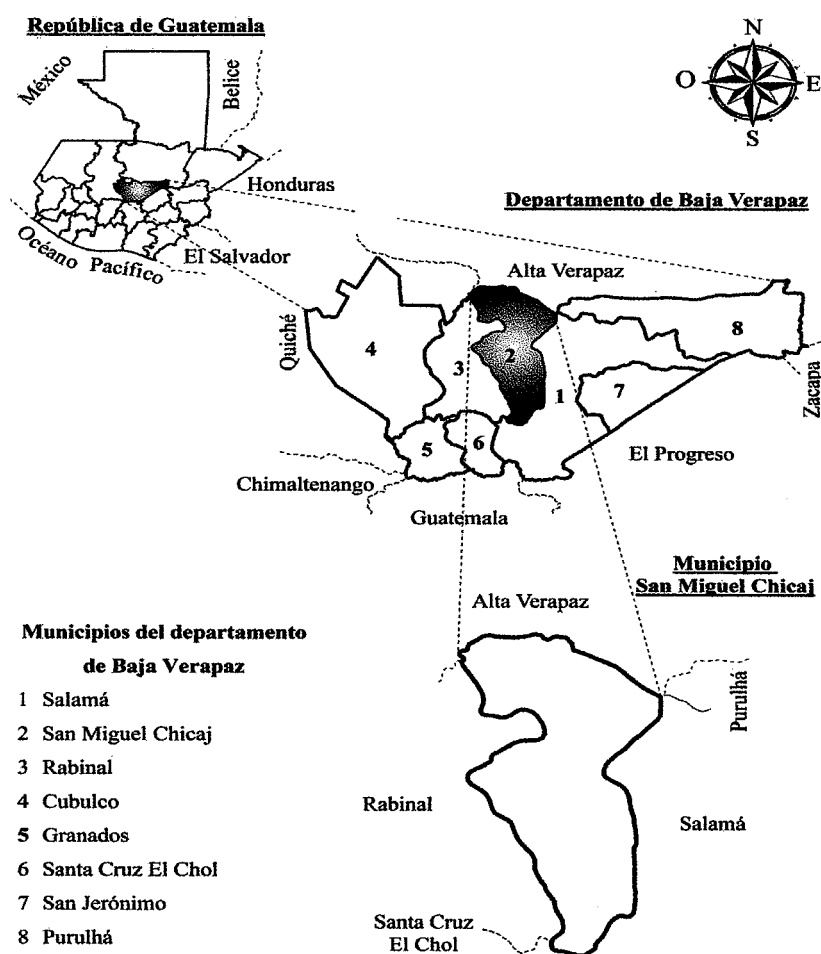 República de Guatemala
México
Belice
Honduras
El Salvador
Océano Pacífico
N
O
E
S
Departamento de Baja Verapaz
Alta Verapaz
Quiché
4
3
2
1
8
7
5
6
Zacapa
El Progreso
Chimaltenango
Guatemala
Municipio
San Miguel Chicaj
Alta Verapaz
Purulhá
Rabinal
Salamá
Santa Cruz
El Chol
Municipios del departamento
de Baja Verapaz
1 Salamá
2 San Miguel Chicaj
3 Rabinal
4 Cubulco
5 Granados
6 Santa Cruz El Chol
7 San Jerónimo
8 Purulhá